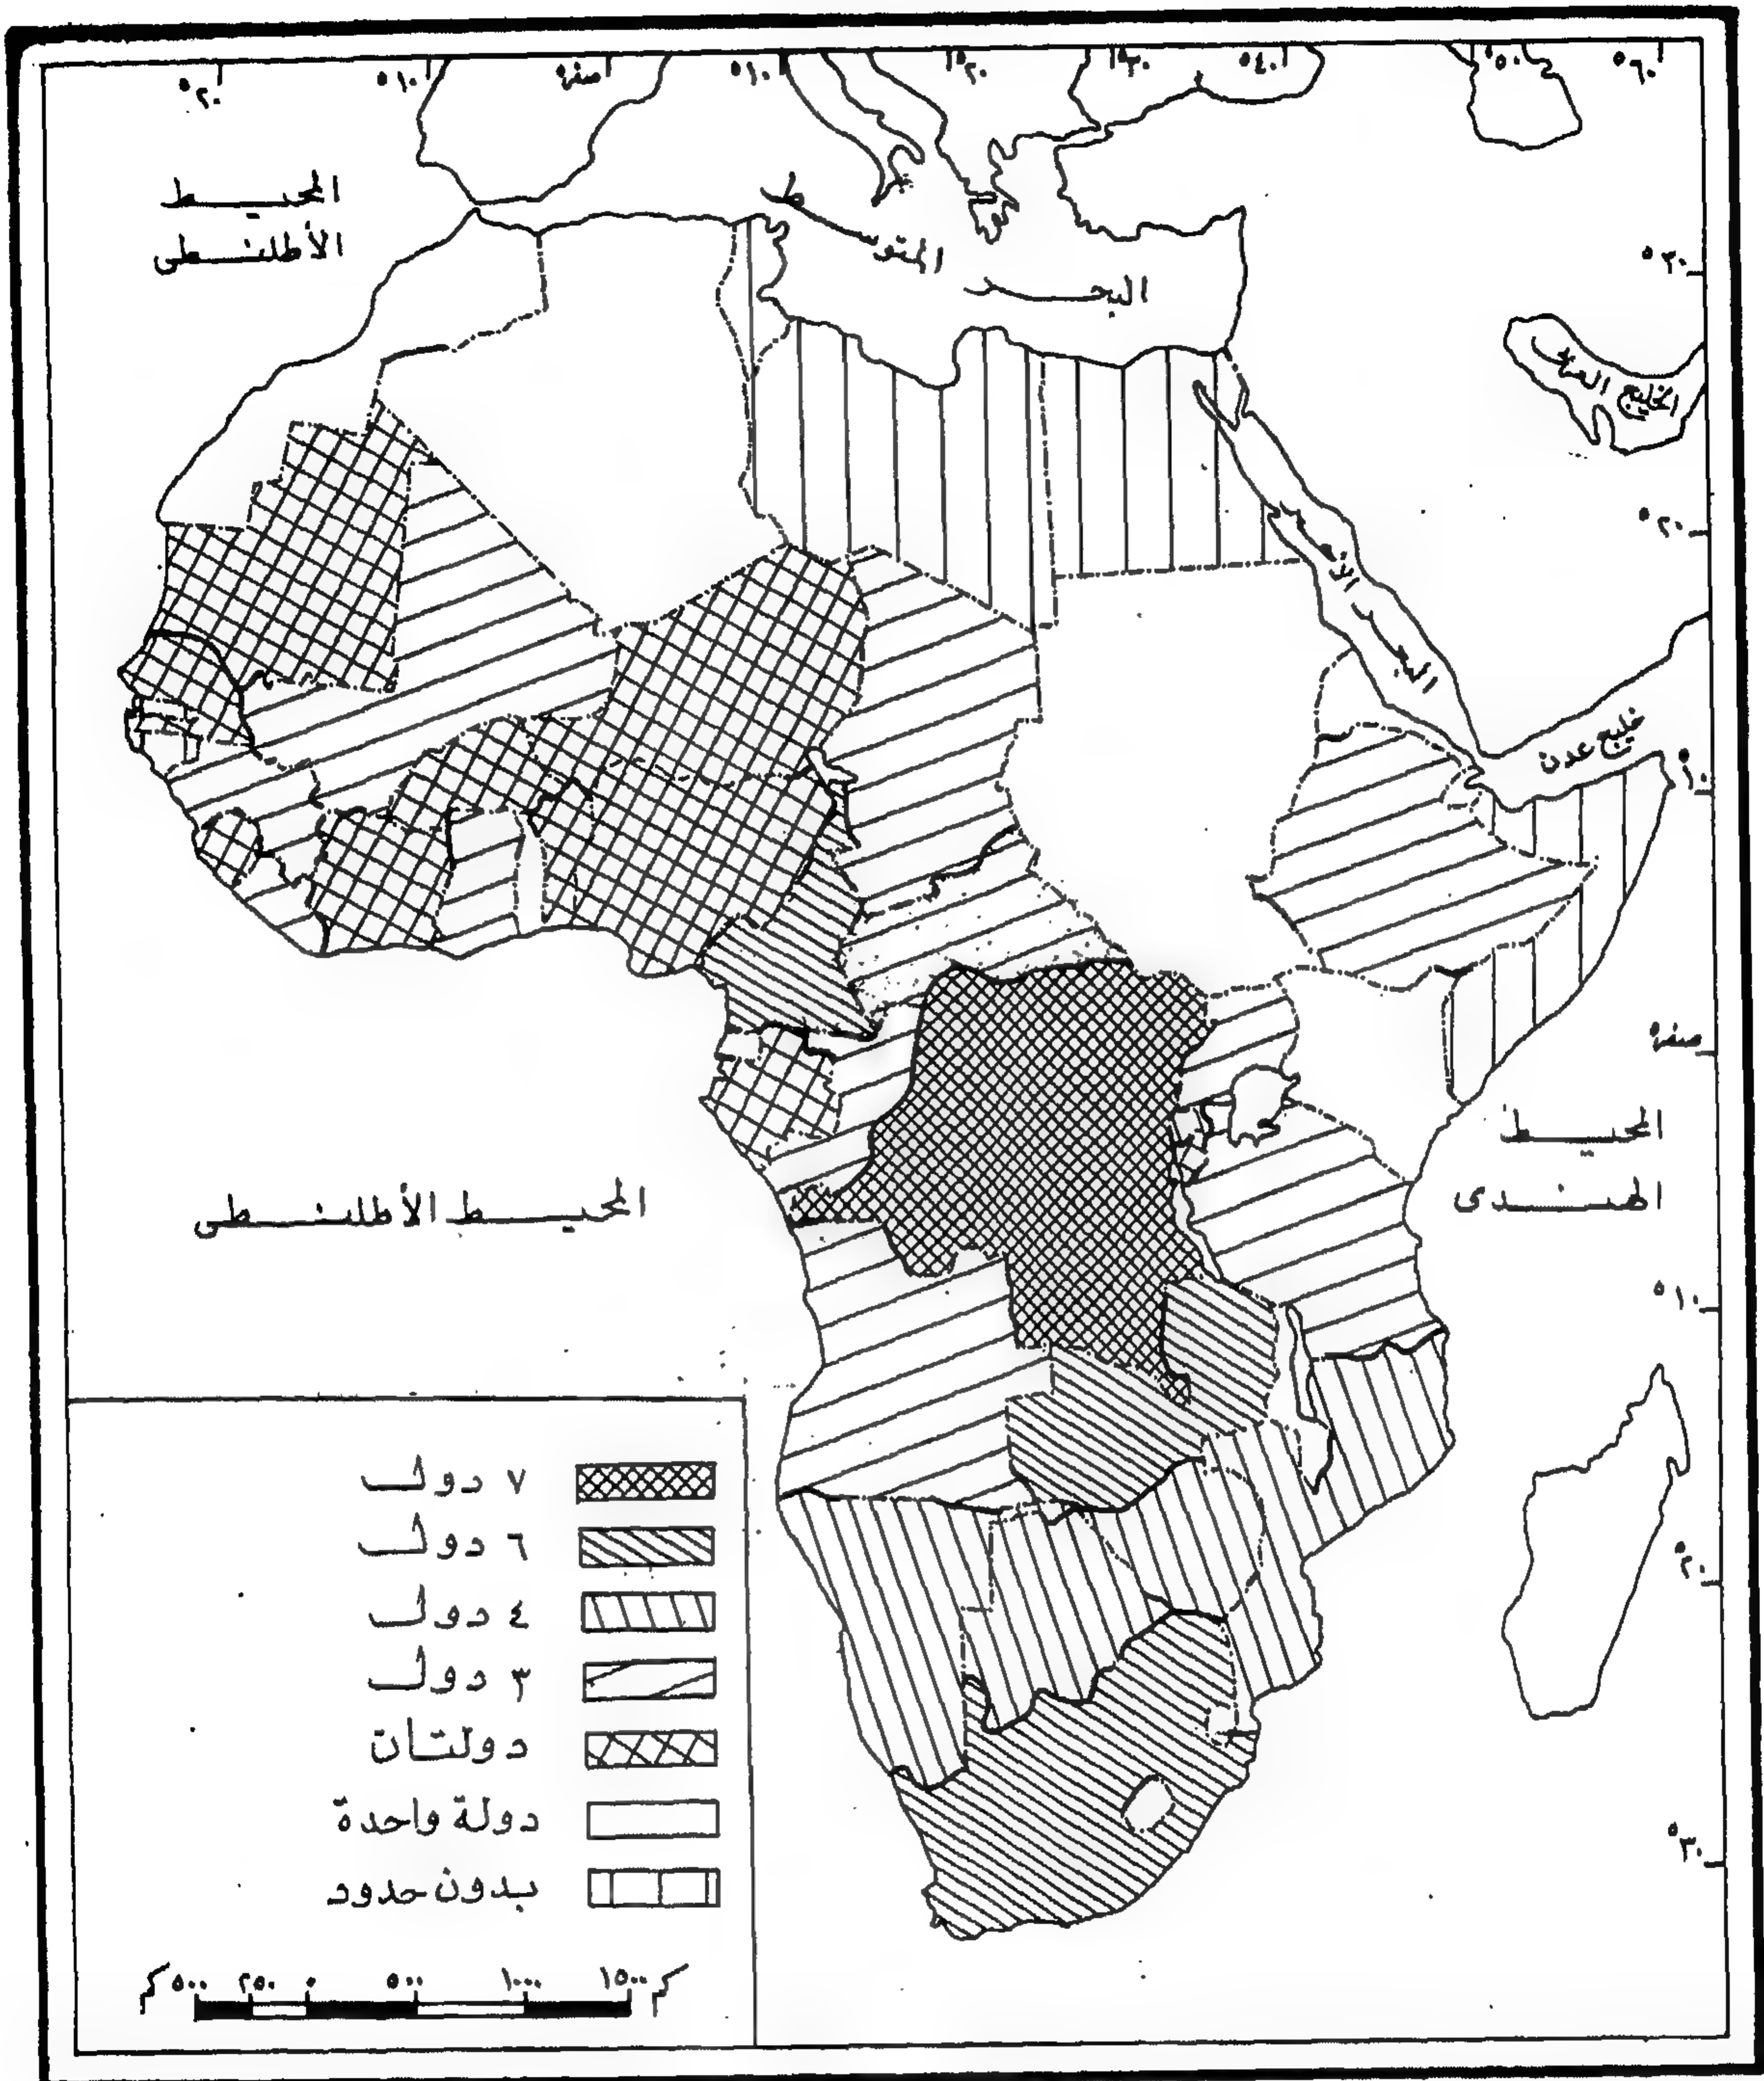 °٢٠ °١٠ صفر° °١٠ °٢٠ °٣٠ °٤٠ °٥٠ °٦٠
المحيط
الأطلنطى
البحر المتوسط
°٣٠
الخليج العربى
°٢٠
البحر الأحمر
خليج عدن
°١٠
صفر°
المحيط
الهندى
المحيط الأطلنطى
°١٠
°٢٠
°٣٠
٧ دول
٦ دول
٤ دول
٣ دول
دولتان
دولة واحدة
بدون حدود
كم ٥٠٠ ٢٥٠ ٠ ٥٠٠ ١٠٠٠ ١٥٠٠ كم